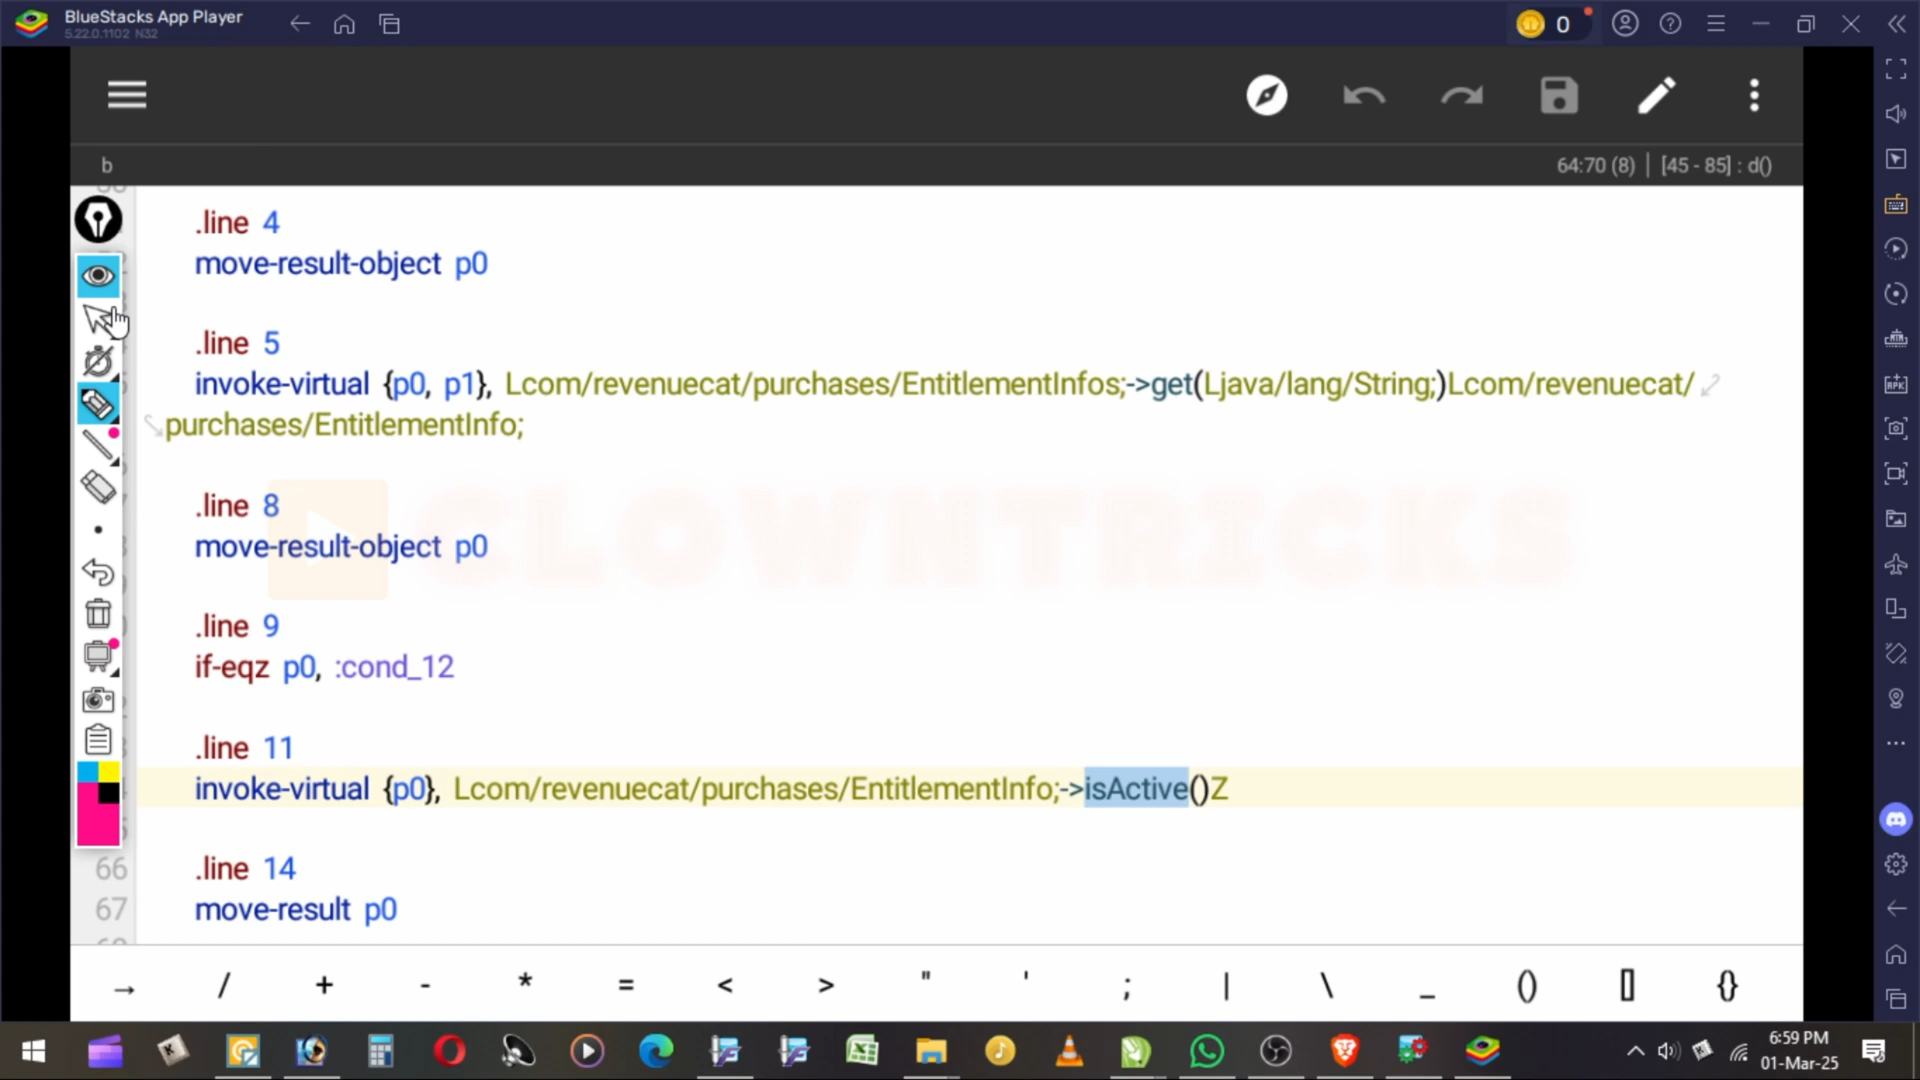 BlueStacks App Player
5.22.0.1102 N32
0
b
64:70 (8) | [45 - 85] : d()
.line 4
move-result-object p0
.line 5
invoke-virtual {p0, p1}, Lcom/revenuecat/purchases/EntitlementInfos;->get(Ljava/lang/String;)Lcom/revenuecat/
purchases/EntitlementInfo;
.line 8
move-result-object p0
CLOWNTRICKS
.line 9
if-eqz p0, :cond_12
.line 11
invoke-virtual {p0}, Lcom/revenuecat/purchases/EntitlementInfo;->isActive()Z
66 .line 14
67 move-result p0
→ / + - * = < > " ' ; | \ _ () [] {}
6:59 PM
01-Mar-25